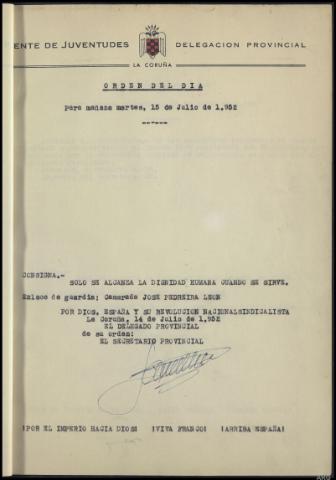 ENTE DE JUVENTUDES DELEGACION PROVINCIAL
LA CORUÑA
ORDEN DEL DIA
Para mañana martes, 15 de Julio de 1.952
CONSIGNA.-
SOLO SE ALCANZA LA DIGNIDAD HUMANA CUANDO SE SIRVE.
Enlace de guardia; Camarada JOSE PEDREIRA LEON
POR DIOS, ESPAÑA Y SU REVOLUCION NACIONALSINDICALISTA
La Coruña, 14 de Julio de 1,952
EL DELEGADO PROVINCIAL
de su orden:
EL SECRETARIO PROVINCIAL
¡POR EL IMPERIO HACIA DIOS¡ ¡VIVA FRANCO¡ ¡ARRIBA ESPAÑA¡